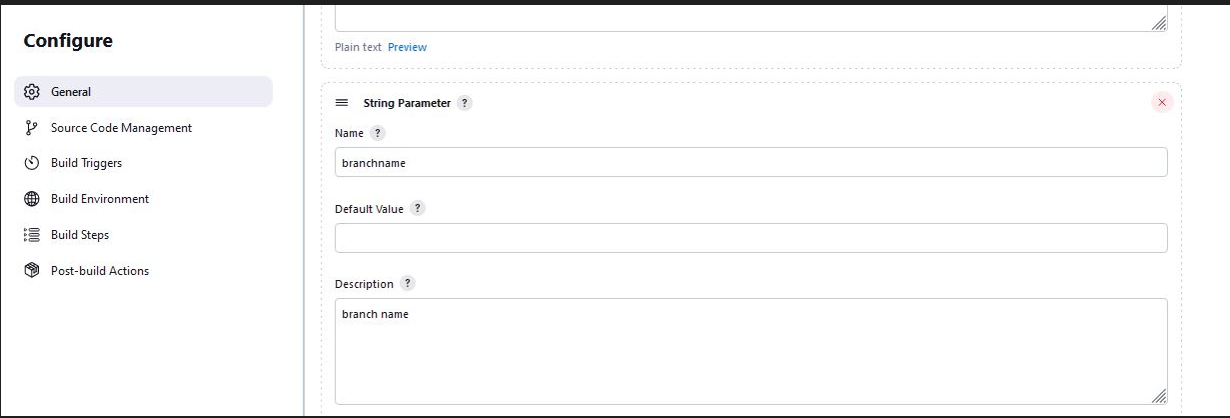 Configure
General
Source Code Management
Build Triggers
Build Environment
Build Steps
Post-build Actions
Plain text Preview
String Parameter ?
Name ?
branchname
Default Value ?
Description ?
branch name